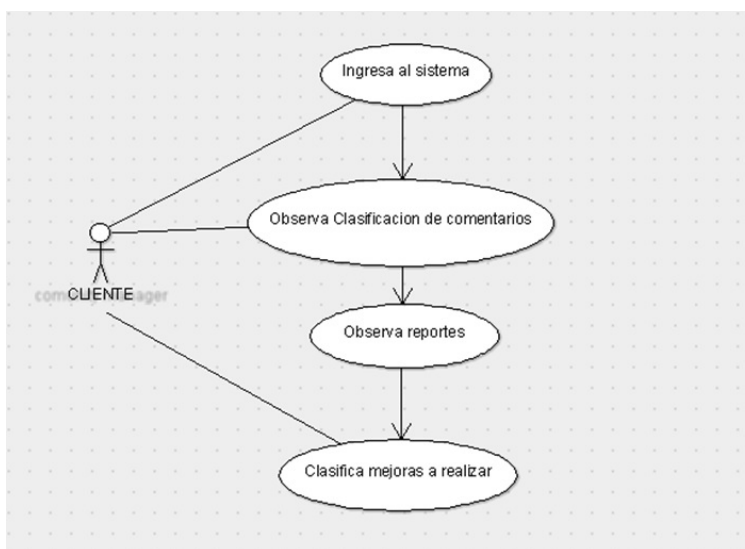 Ingresa al sistema
Observa Clasificacion de comentarios
CLIENTE
Observa reportes
Clasifica mejoras a realizar